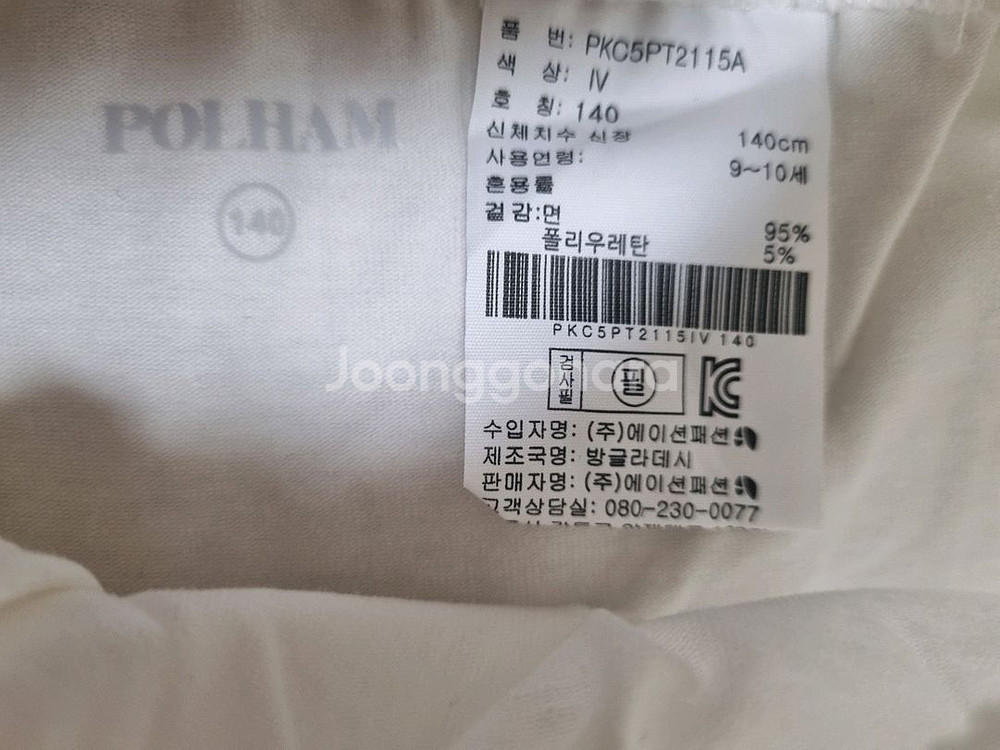 POLHAM
140
품 번: PKC5PT2115A
색 상: IV
호 칭: 140
신체치수 신장 140cm
사용연령: 9~10세
혼용률
겉감:면 95%
폴리우레탄 5%
PKC5PT2115IV 140
검사필 필
수입자명: (주)에이션패션
제조국명: 방글라데시
판매자명: (주)에이션패션
고객상담실: 080-230-0077
Joonggonara